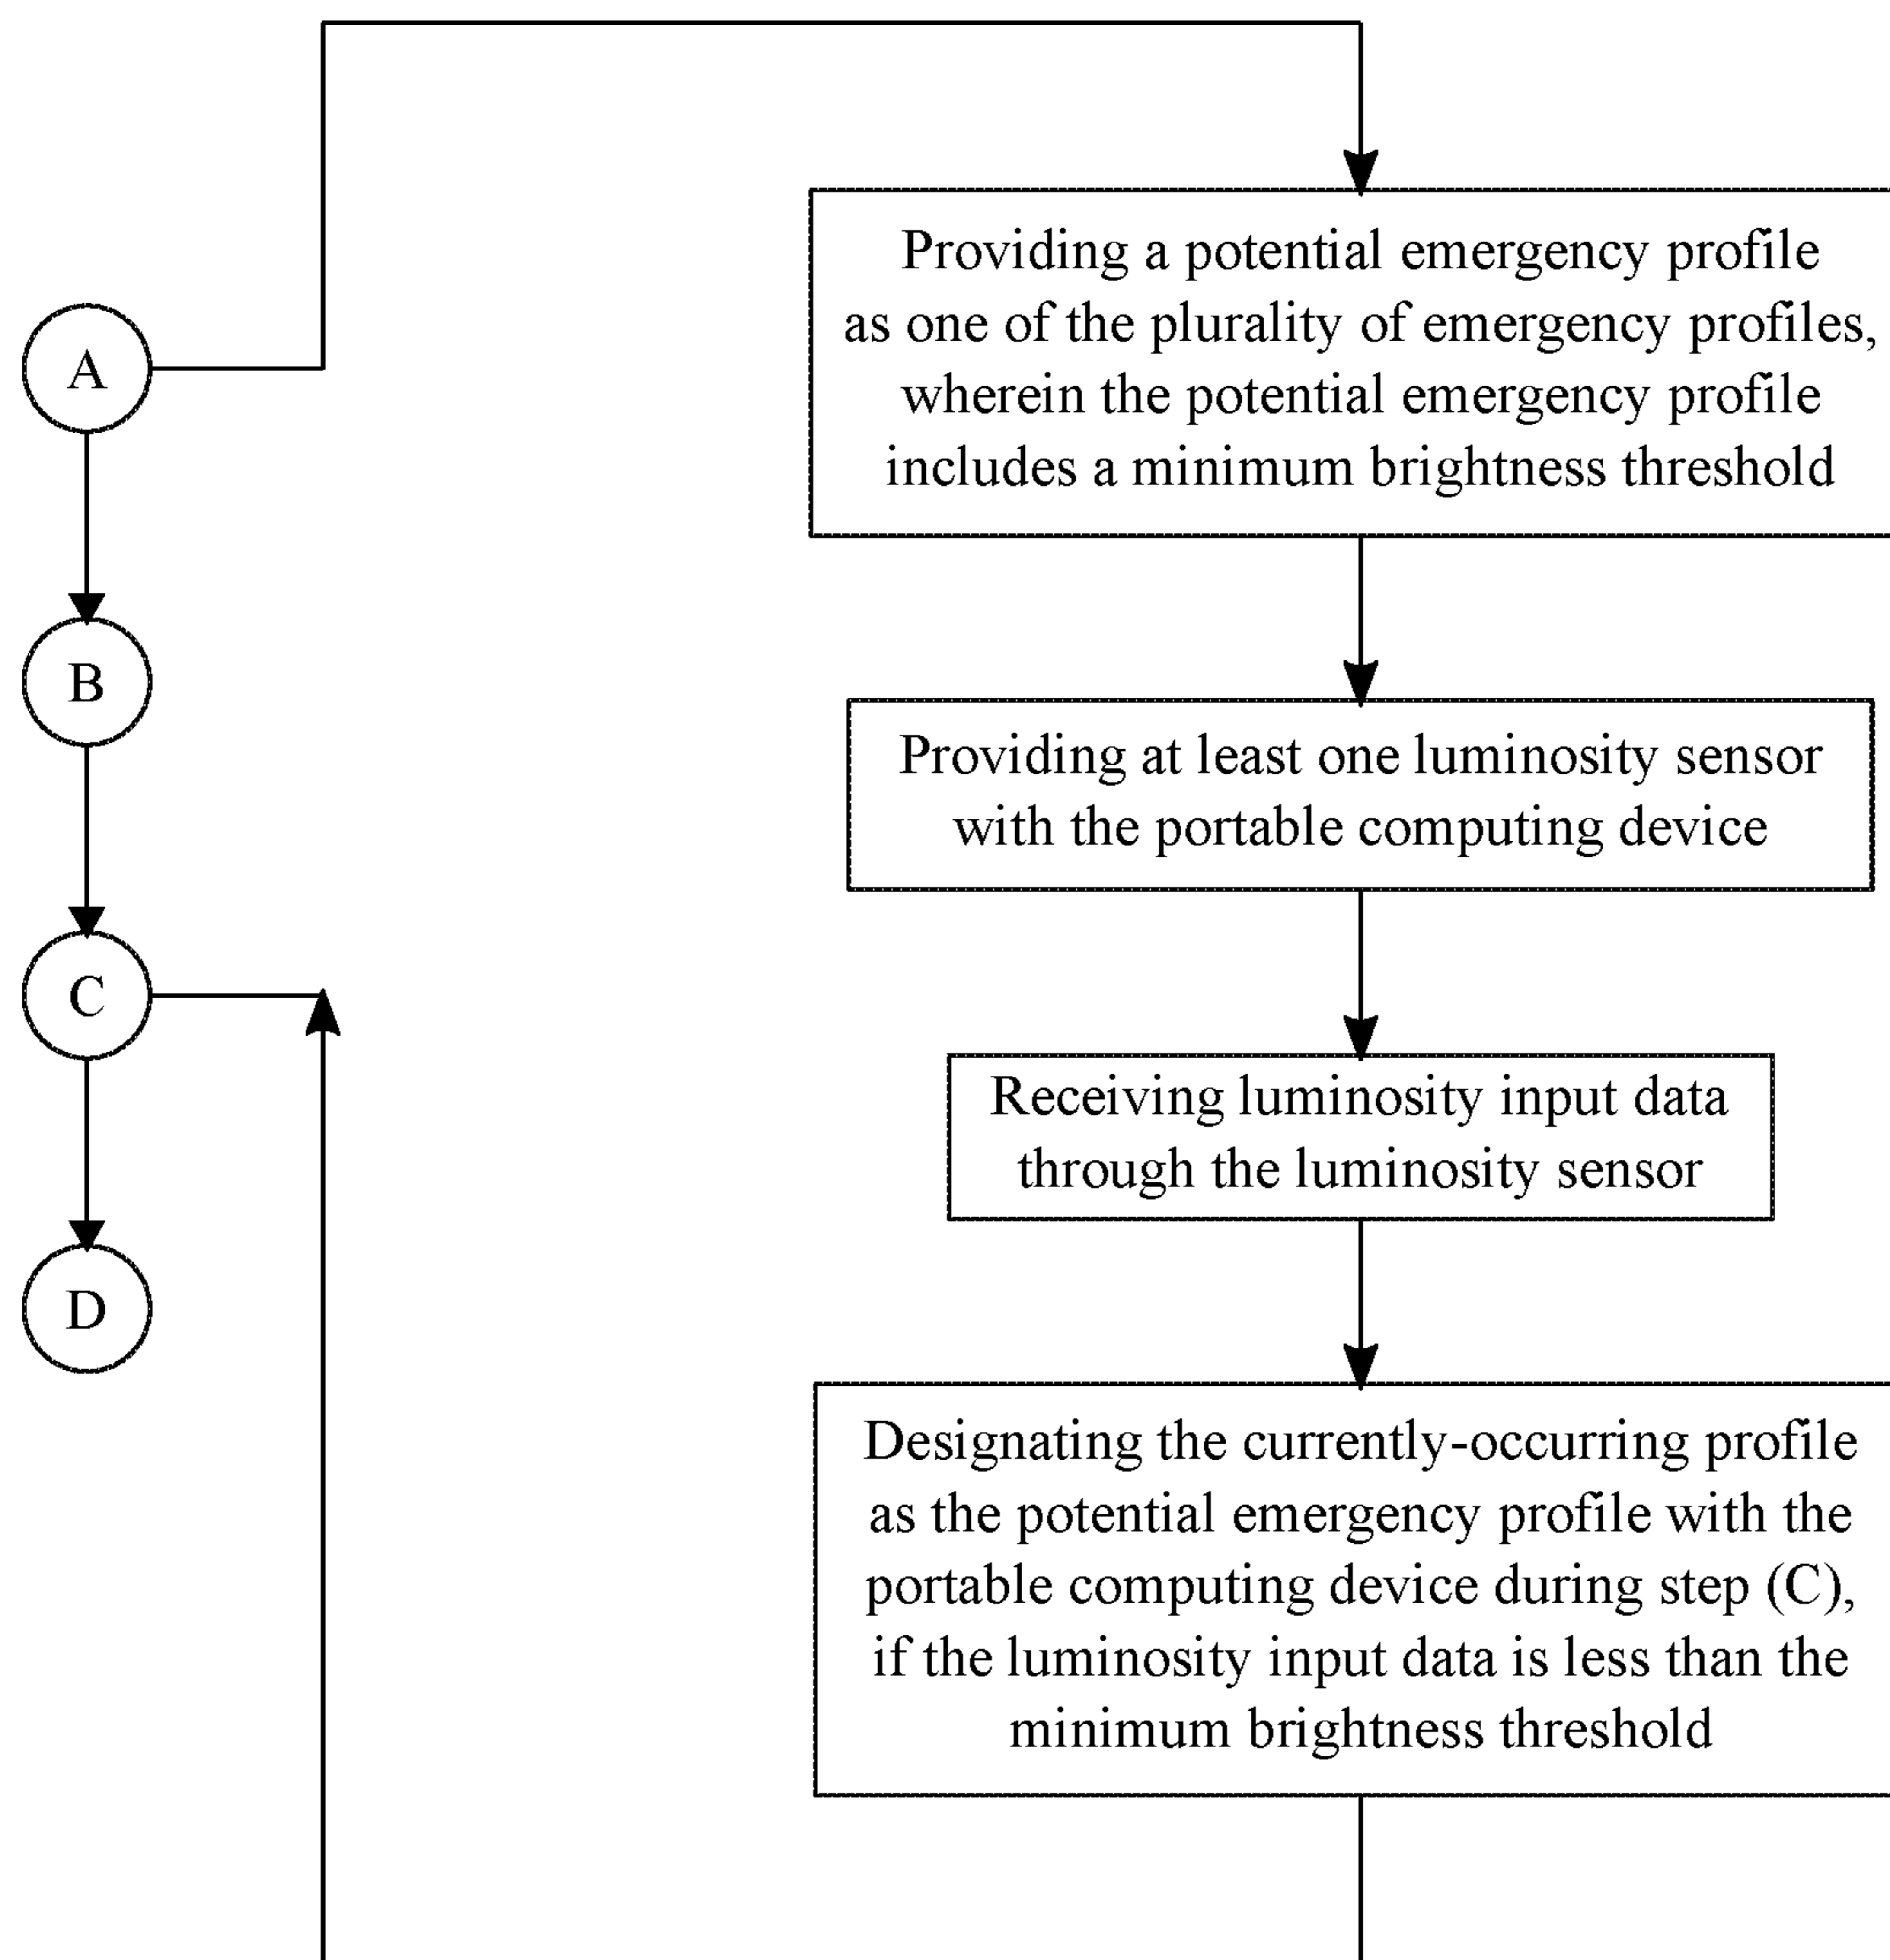 A
B
C
D
Providing a potential emergency profile
as one of the plurality of emergency profiles,
wherein the potential emergency profile
includes a minimum brightness threshold
Providing at least one luminosity sensor
with the portable computing device
Receiving luminosity input data
through the luminosity sensor
Designating the currently-occurring profile
as the potential emergency profile with the
portable computing device during step (C),
if the luminosity input data is less than the
minimum brightness threshold